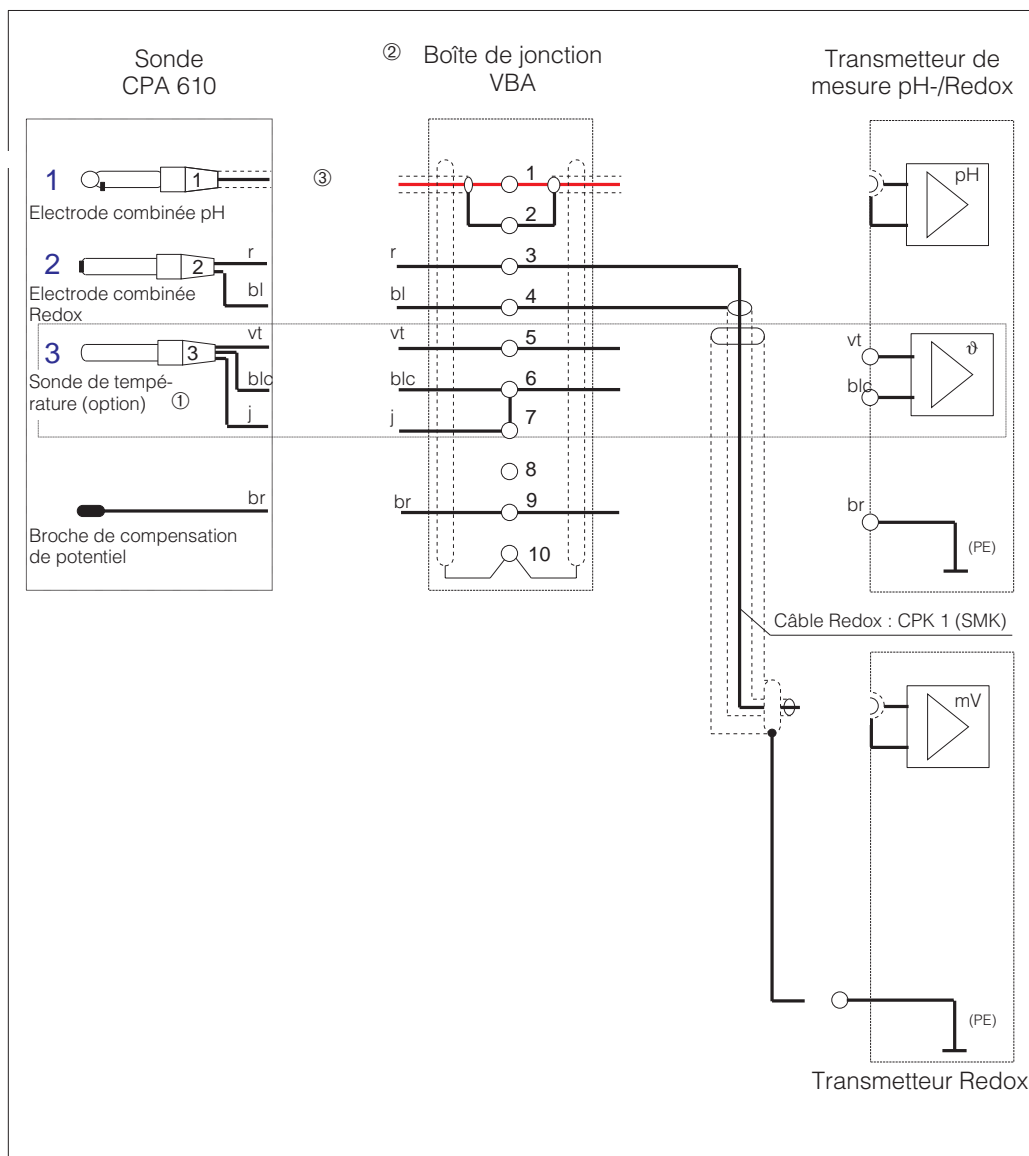 Sonde
CPA 610
② Boîte de jonction
VBA
Transmetteur de
mesure pH-/Redox
1
1
Electrode combinée pH
③
1
2
pH
2
2
r
bl
Electrode combinée
Redox
r
3
bl
4
3
3
vt
blc
j
Sonde de tempé-
rature (option) ①
vt
5
blc
6
j
7
8
vt
blc
ϑ
br
Broche de compensation
de potentiel
br
9
10
br
(PE)
Câble Redox : CPK 1 (SMK)
mV
(PE)
Transmetteur Redox